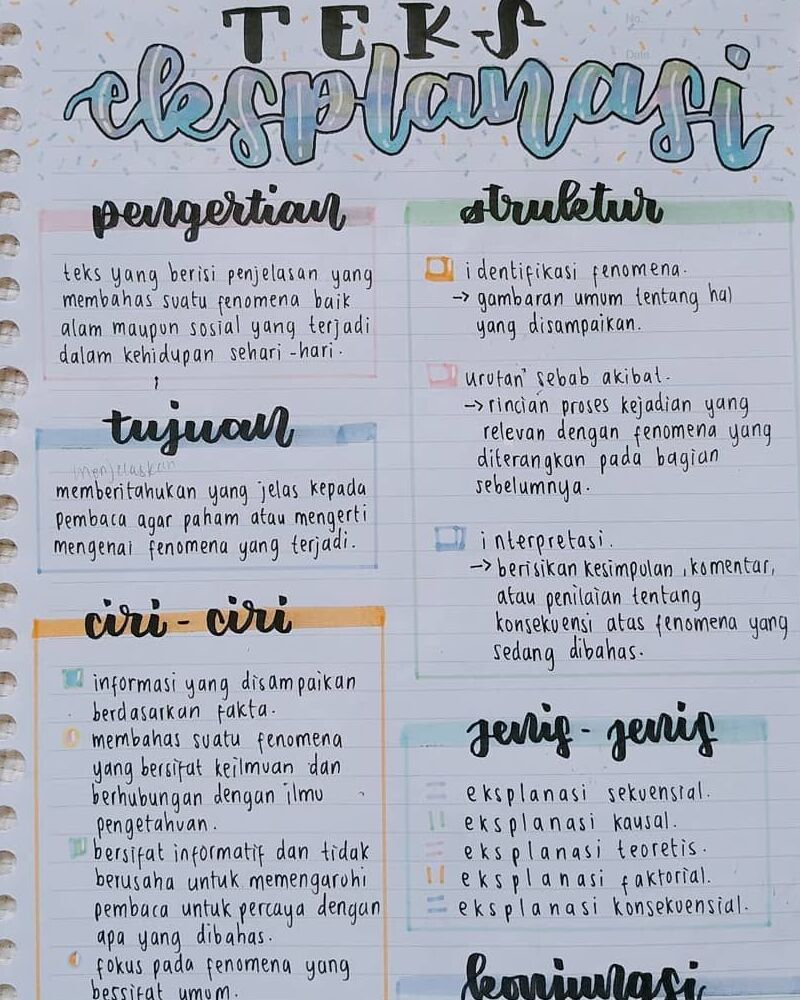 No.
Date
TEKS
eksplanasi
pengertian
teks yang berisi penjelasan yang
membahas suatu fenomena baik
alam maupun sosial yang terjadi
dalam kehidupan sehari-hari.
tujuan
menjelaskan
memberitahukan yang jelas kepada
pembaca agar paham atau mengerti
mengenai fenomena yang terjadi.
ciri-ciri
informasi yang disampaikan
berdasarkan fakta.
membahas suatu fenomena
yang bersifat keilmuan dan
berhubungan dengan ilmu
pengetahuan.
bersifat informatif dan tidak
berusaha untuk memengaruhi
pembaca untuk percaya dengan
apa yang dibahas.
fokus pada fenomena yang
bersifat umum.
struktur
identifikasi fenomena.
→ gambaran umum tentang hal
yang disampaikan.
urutan sebab akibat.
→ rincian proses kejadian yang
relevan dengan fenomena yang
diterangkan pada bagian
sebelumnya.
interpretasi.
→ berisikan kesimpulan, komentar,
atau penilaian tentang
konsekuensi atas fenomena yang
sedang dibahas.
jenis-jenis
eksplanasi sekuensial.
eksplanasi kausal.
eksplanasi teoretis.
eksplanasi faktorial.
eksplanasi konsekuensial.
konjungsi